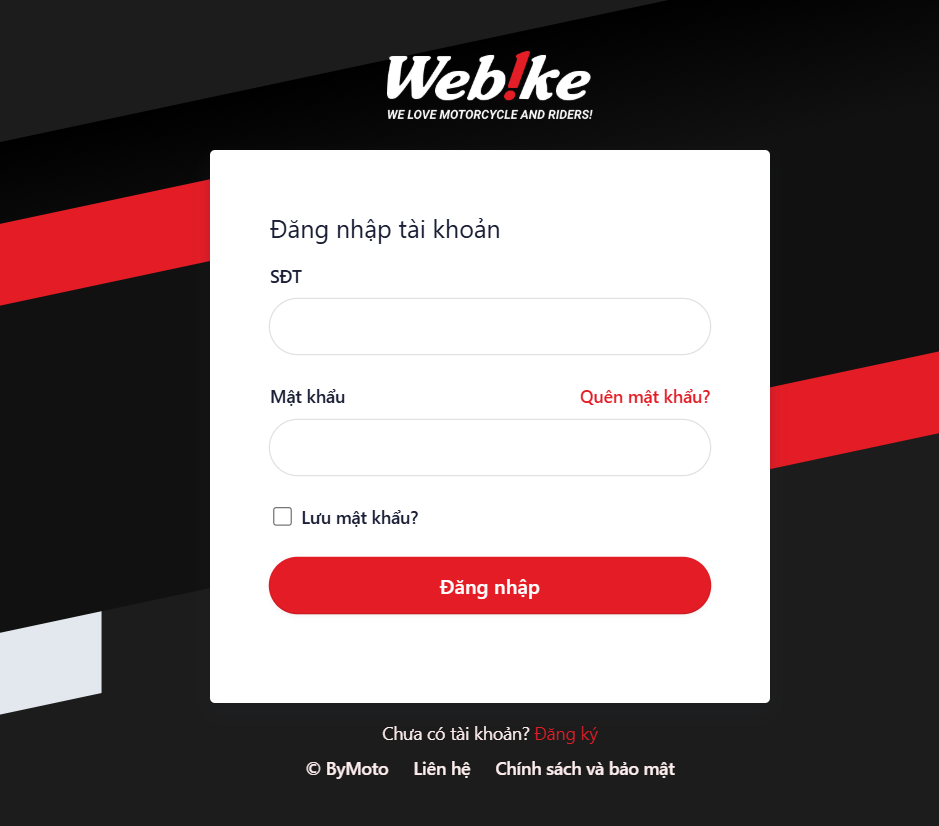 Web!ke
WE LOVE MOTORCYCLE AND RIDERS!
Đăng nhập tài khoản
SĐT
Mật khẩu Quên mật khẩu?
Lưu mật khẩu?
Đăng nhập
Chưa có tài khoản? Đăng ký
© ByMoto Liên hệ Chính sách và bảo mật